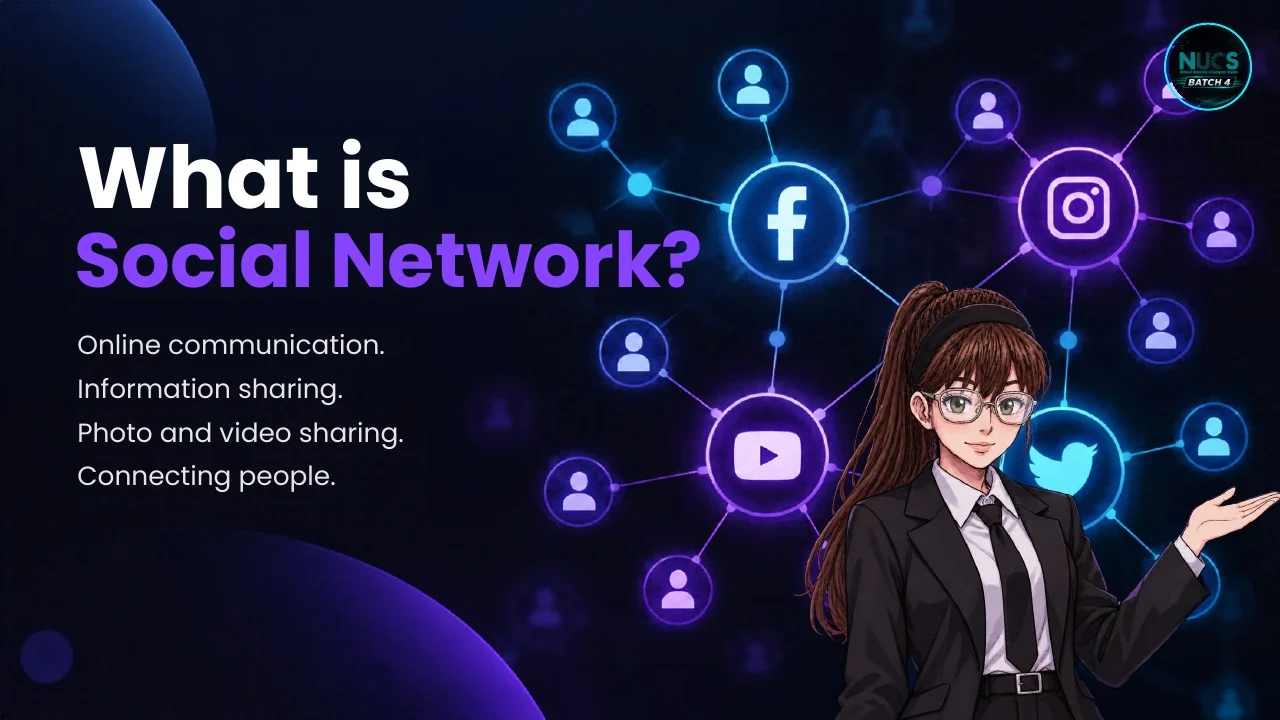 What is
Social Network?
Online communication.
Information sharing.
Photo and video sharing.
Connecting people.
NUCS
BATCH 4